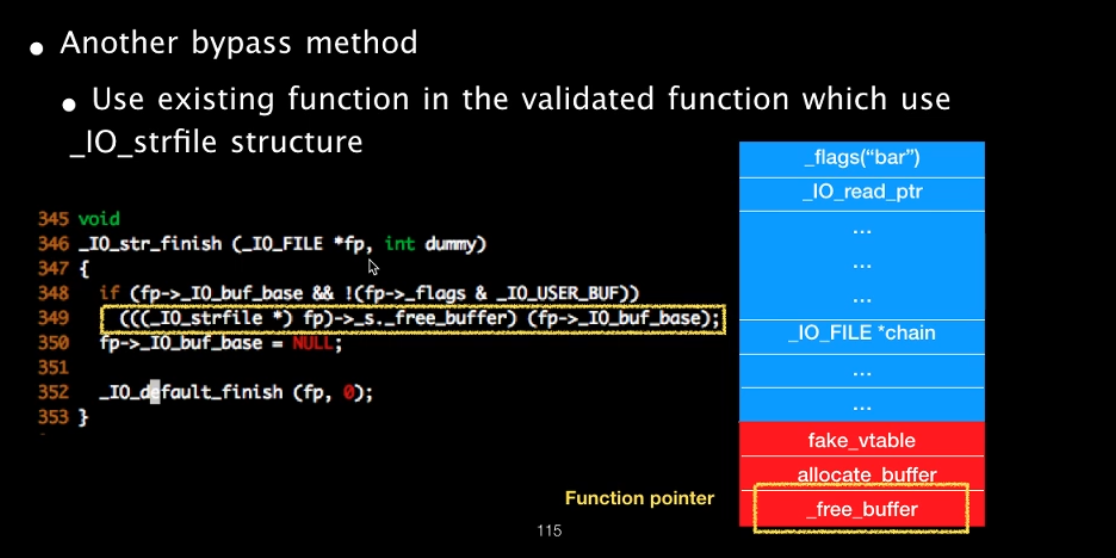 • Another bypass method
• Use existing function in the validated function which use
_IO_strfile structure
345 void
346 _IO_str_finish (_IO_FILE *fp, int dummy)
347 {
348 if (fp->_IO_buf_base && !(fp->_flags & _IO_USER_BUF))
349 (((_IO_strfile *) fp)->_s._free_buffer) (fp->_IO_buf_base);
350 fp->_IO_buf_base = NULL;
351
352 _IO_default_finish (fp, 0);
353 }
_flags(“bar”)
_IO_read_ptr
...
...
...
_IO_FILE *chain
...
...
fake_vtable
allocate_buffer
_free_buffer
Function pointer
115